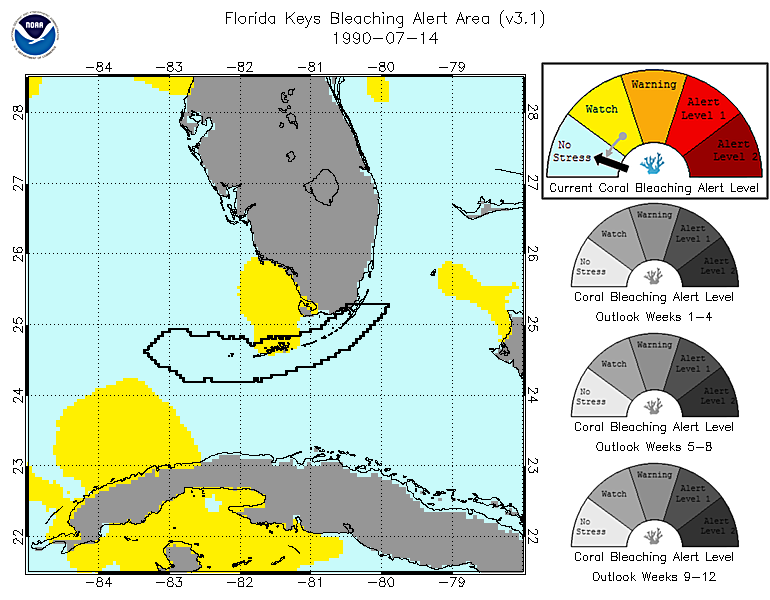 NOAA
Florida Keys Bleaching Alert Area (v3.1)
1990-07-14
-84 -83 -82 -81 -80 -79
28 28
27 27
26 26
25 25
24 24
23 23
22 22
-84 -83 -82 -81 -80 -79
No
Stress
Watch
Warning
Alert
Level 1
Alert
Level 2
Current Coral Bleaching Alert Level
No
Stress
Watch
Warning
Alert
Level 1
Alert
Level 2
Coral Bleaching Alert Level
Outlook Weeks 1-4
No
Stress
Watch
Warning
Alert
Level 1
Alert
Level 2
Coral Bleaching Alert Level
Outlook Weeks 5-8
No
Stress
Watch
Warning
Alert
Level 1
Alert
Level 2
Coral Bleaching Alert Level
Outlook Weeks 9-12